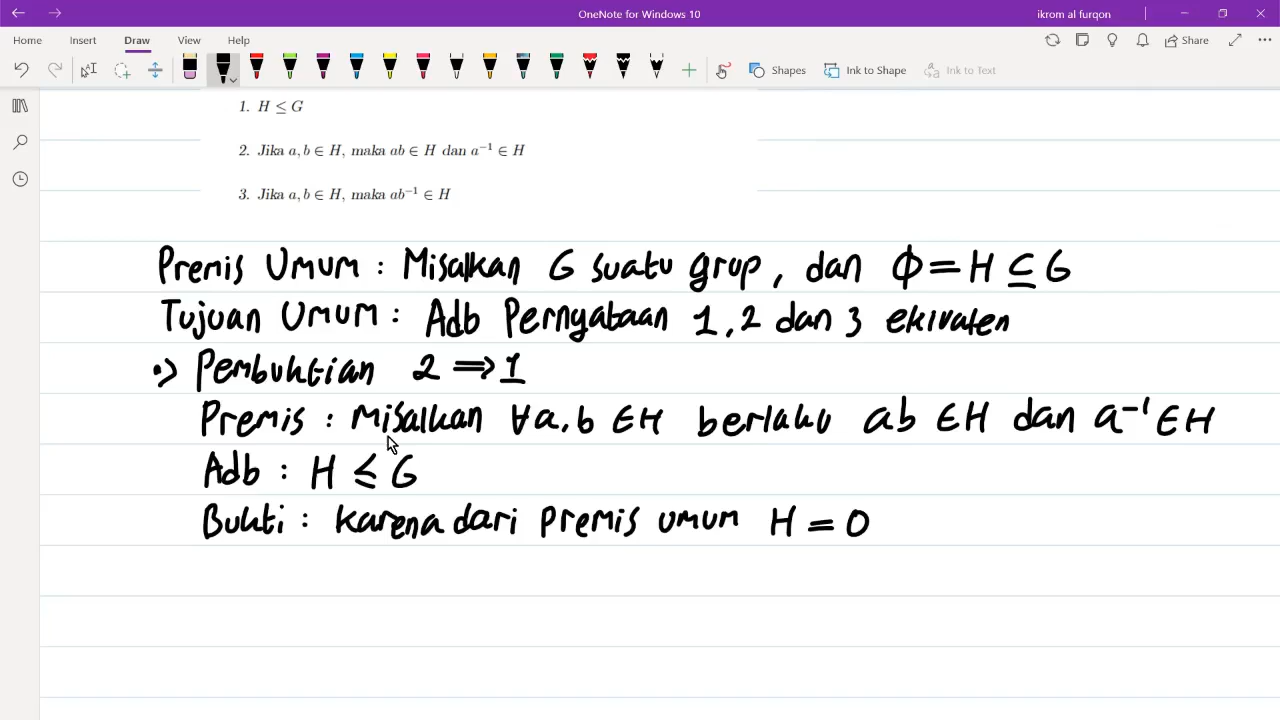 OneNote for Windows 10
ikrom al furqon
Home Insert Draw View Help
Share
Shapes Ink to Shape Ink to Text
1. H ≤ G
2. Jika a, b ∈ H, maka ab ∈ H dan a⁻¹ ∈ H
3. Jika a, b ∈ H, maka ab⁻¹ ∈ H
Premis Umum : Misalkan G suatu grup, dan ϕ = H ⊆ G
Tujuan Umum : Adb Pernyataan 1, 2 dan 3 ekivalen
•) Pembuktian 2 ⟹ 1
Premis : Misalkan ∀a, b ∈ H berlaku ab ∈ H dan a⁻¹ ∈ H
Adb : H ≤ G
Bukti : Karena dari premis umum H = 0